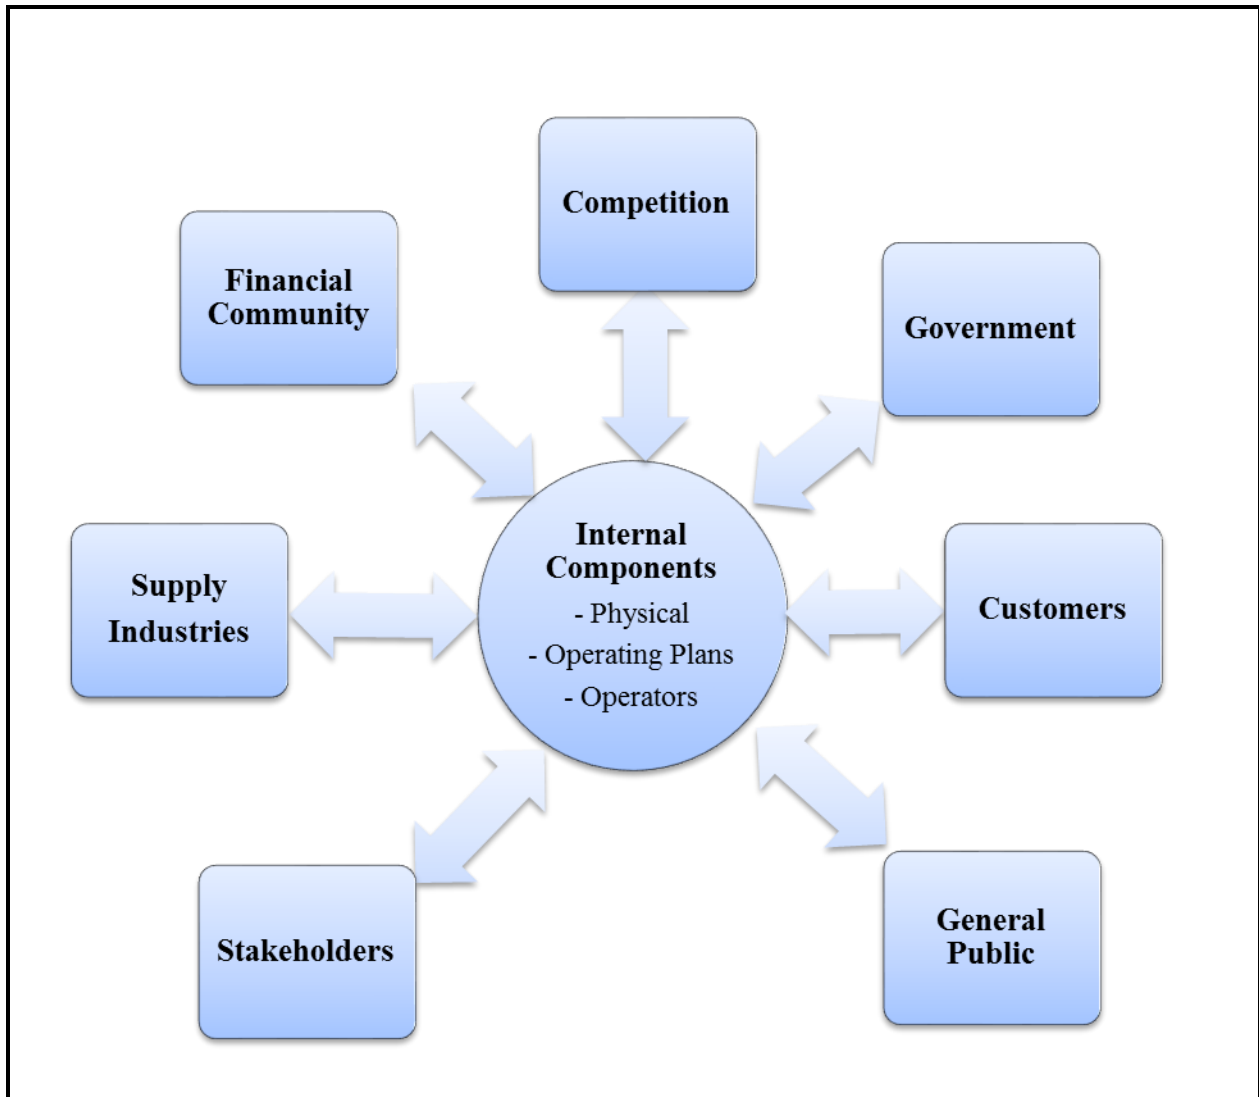 Competition
Financial
Community
Government
Internal
Components
- Physical
- Operating Plans
- Operators
Supply
Industries
Customers
Stakeholders
General
Public